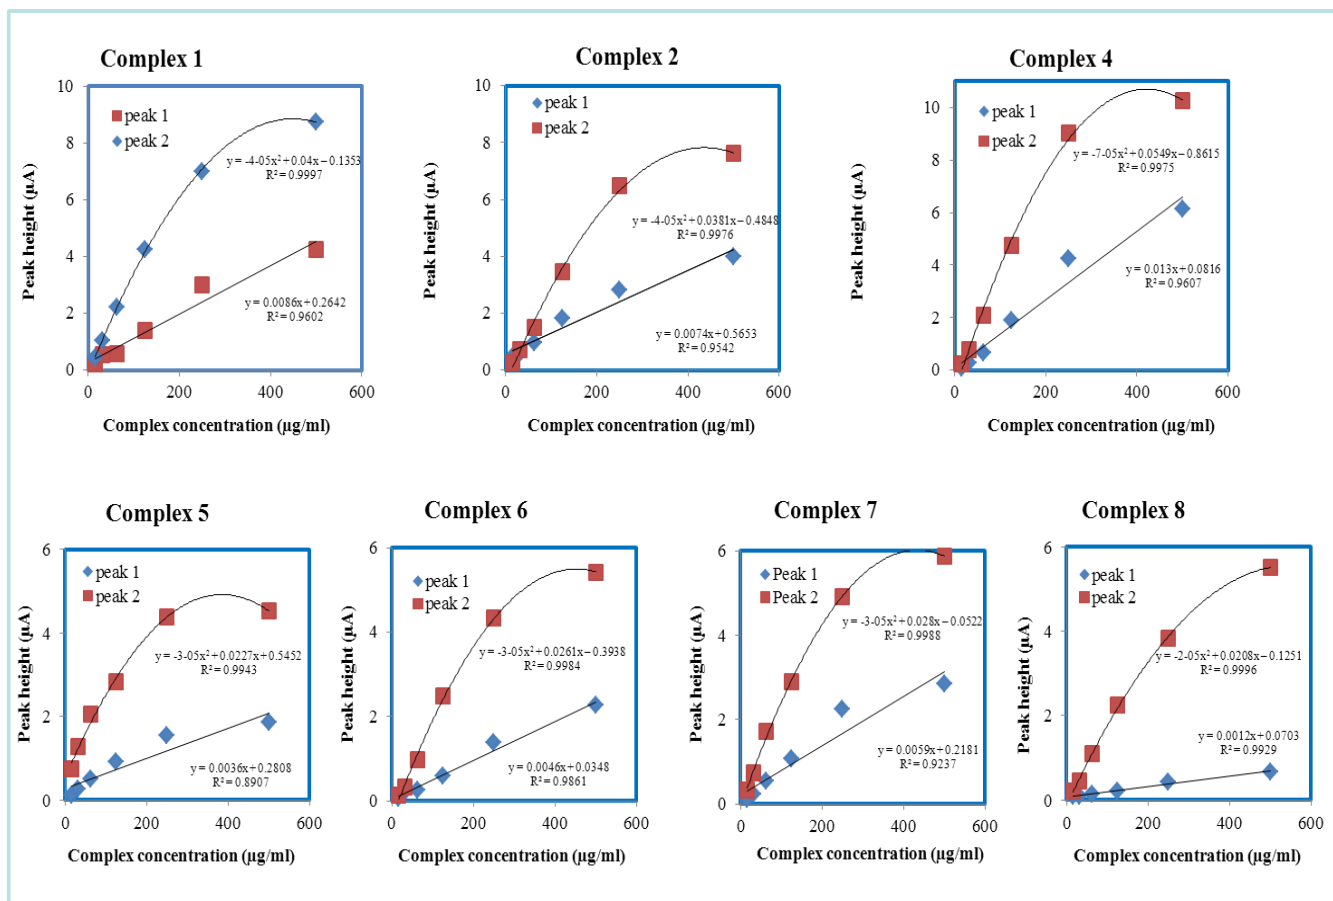 Complex 1
10
8
6
4
2
0
0
200
400
600
peak 1
peak 2
y = -4-05x² +0.04x−0.1353
R² = 0.9997
y = 0.0086x+0.2642
R² = 0.9602
Peak height (µA)
Complex concentration (µg/ml)
Complex 2
10
8
6
4
2
0
0
200
400
600
peak 1
peak 2
y = -4-05x² +0.0381x−0.4848
R² = 0.9976
y = 0.0074x+0.5653
R² = 0.9542
Peak height (µA)
Complex concentration (µg/ml)
Complex 4
10
8
6
4
2
0
0
200
400
600
peak 1
peak 2
y = -7-05x² +0.0549x−0.8615
R² = 0.9975
y = 0.013x+0.0816
R² = 0.9607
Peak height (µA)
Complex concentration (µg/ml)
Complex 5
6
4
2
0
0
200
400
600
peak 1
peak 2
y = -3-05x² +0.0227x+0.5452
R² = 0.9943
y = 0.0036x+0.2808
R² = 0.8907
Peak height (µA)
Complex concentration (µg/ml)
Complex 6
6
4
2
0
0
200
400
600
peak 1
peak 2
y = -3-05x² +0.0261x−0.3938
R² = 0.9984
y = 0.0046x+0.0348
R² = 0.9861
Peak height (µA)
Complex concentration (µg/ml)
Complex 7
6
4
2
0
0
200
400
600
Peak 1
Peak 2
y = -3-05x² +0.028x−0.0522
R² = 0.9988
y = 0.0059x+0.2181
R² = 0.9237
Peak height (µA)
Complex concentration (µg/ml)
Complex 8
6
4
2
0
0
200
400
600
peak 1
peak 2
y = -2-05x² +0.0208x−0.1251
R² = 0.9996
y = 0.0012x+0.0703
R² = 0.9929
Peak height (µA)
Complex concentration (µg/ml)